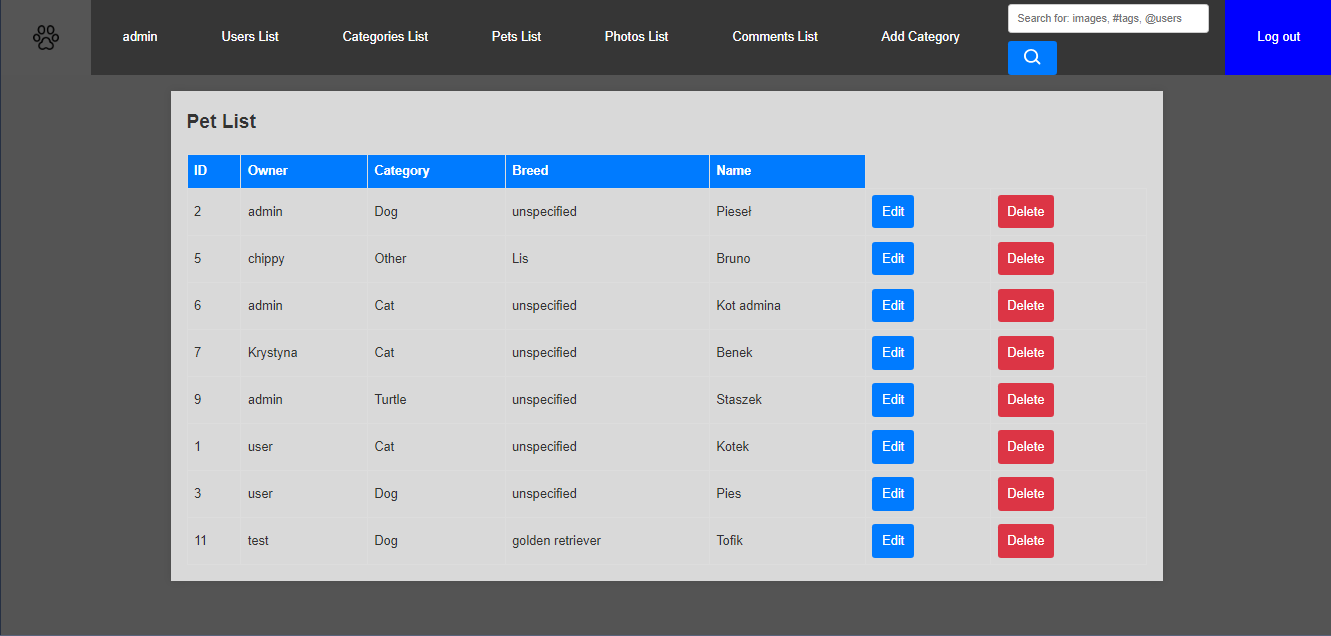 admin Users List Categories List Pets List Photos List Comments List Add Category Search for: images, #tags, @users Log out
Pet List
ID Owner Category Breed Name
2 admin Dog unspecified Pieseł Edit Delete
5 chippy Other Lis Bruno Edit Delete
6 admin Cat unspecified Kot admina Edit Delete
7 Krystyna Cat unspecified Benek Edit Delete
9 admin Turtle unspecified Staszek Edit Delete
1 user Cat unspecified Kotek Edit Delete
3 user Dog unspecified Pies Edit Delete
11 test Dog golden retriever Tofik Edit Delete